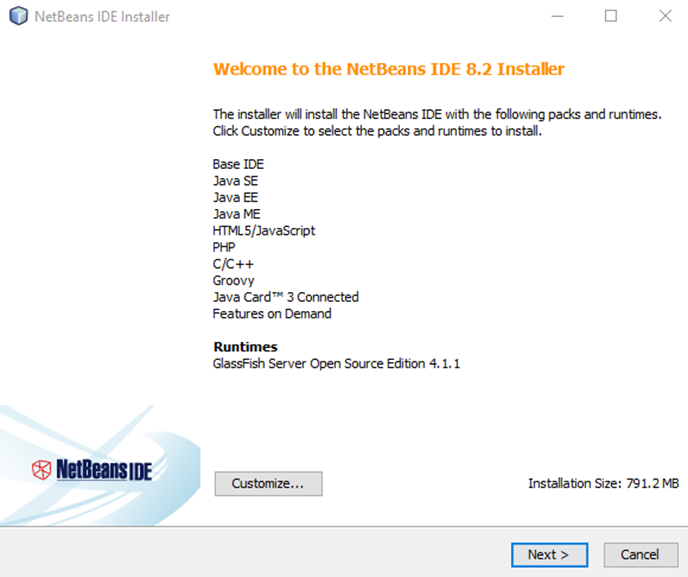 NetBeans IDE Installer
Welcome to the NetBeans IDE 8.2 Installer
The installer will install the NetBeans IDE with the following packs and runtimes.
Click Customize to select the packs and runtimes to install.
Base IDE
Java SE
Java EE
Java ME
HTML5/JavaScript
PHP
C/C++
Groovy
Java Card™ 3 Connected
Features on Demand
Runtimes
GlassFish Server Open Source Edition 4.1.1
NetBeans IDE
Customize...
Installation Size: 791.2 MB
Next >
Cancel